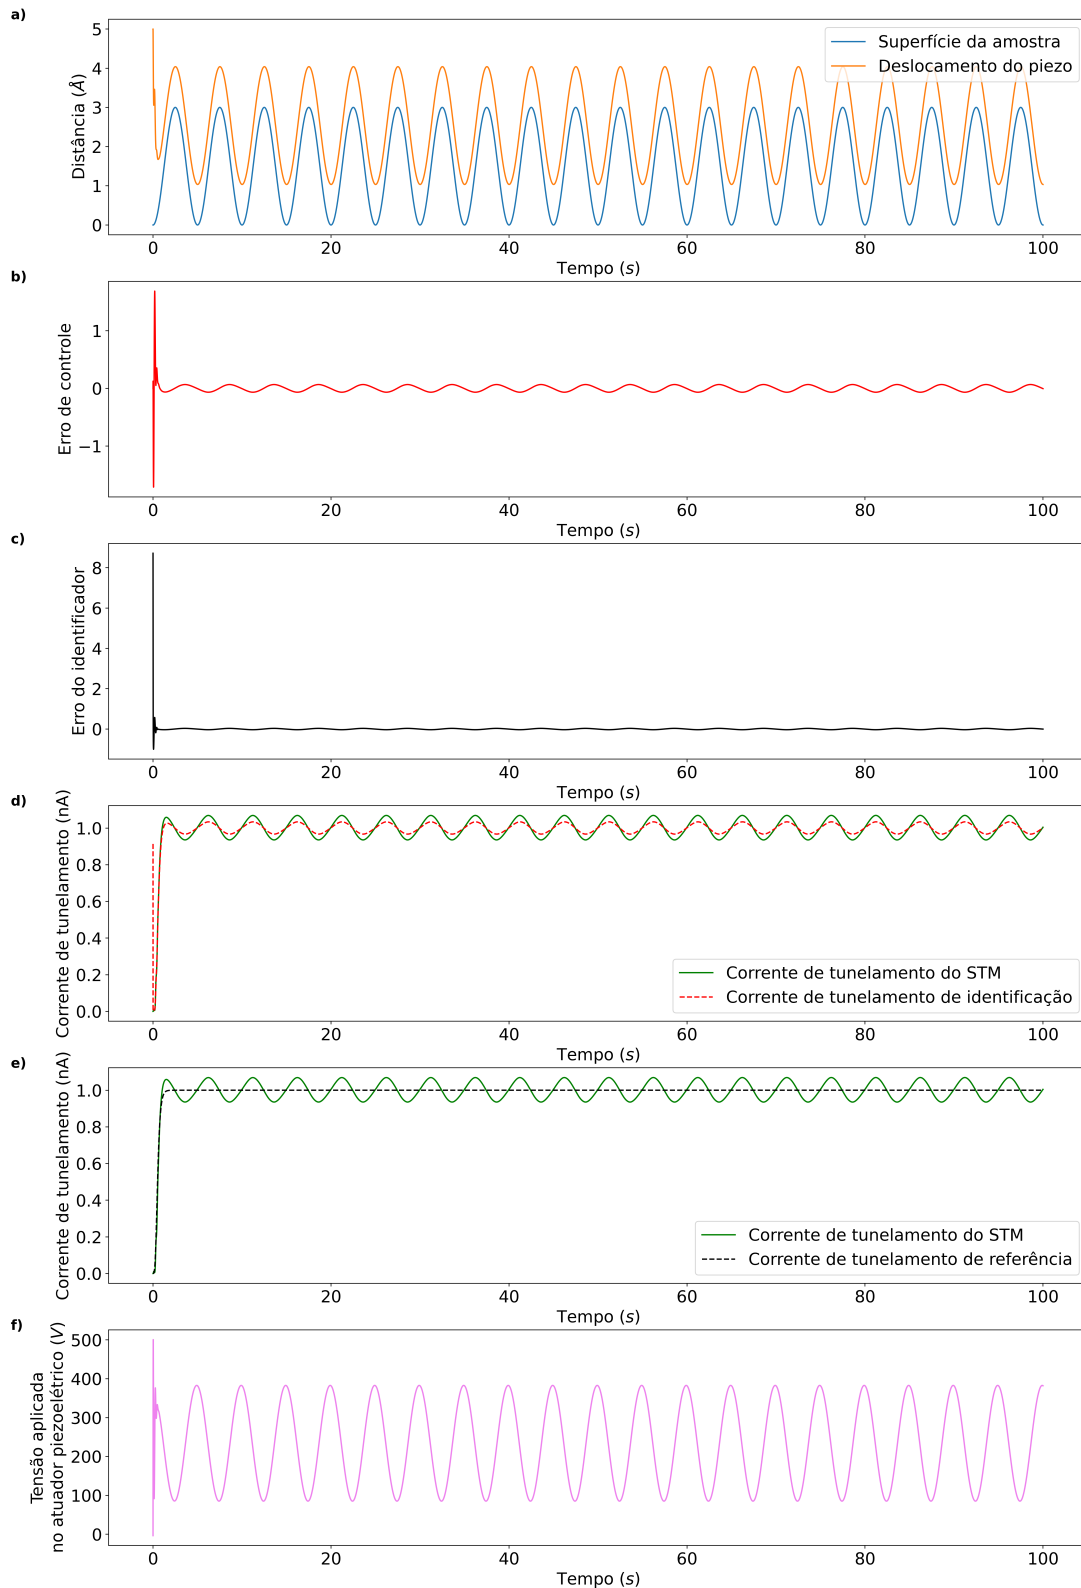 a)
Distância (Å)
5
4
3
2
1
0
Superfície da amostra
Deslocamento do piezo
0 20 40 60 80 100
Tempo (s)
b)
Erro de controle
1
0
−1
0 20 40 60 80 100
Tempo (s)
c)
Erro do identificador
8
6
4
2
0
0 20 40 60 80 100
Tempo (s)
d)
Corrente de tunelamento (nA)
1.0
0.8
0.6
0.4
0.2
0.0
Corrente de tunelamento do STM
Corrente de tunelamento de identificação
0 20 40 60 80 100
Tempo (s)
e)
Corrente de tunelamento (nA)
1.0
0.8
0.6
0.4
0.2
0.0
Corrente de tunelamento do STM
Corrente de tunelamento de referência
0 20 40 60 80 100
Tempo (s)
f)
Tensão aplicada
no atuador piezoelétrico (V)
500
400
300
200
100
0
0 20 40 60 80 100
Tempo (s)